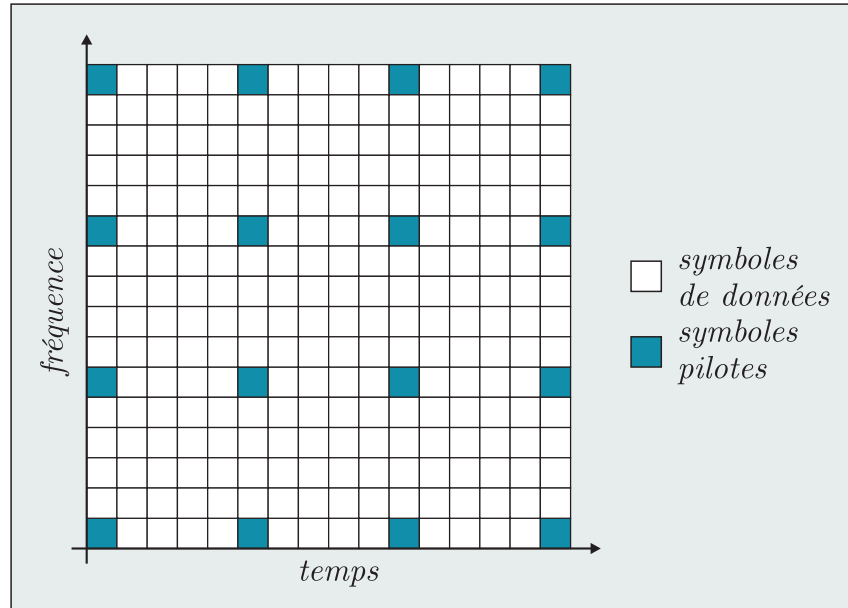 fréquence
temps
symboles
de données
symboles
pilotes